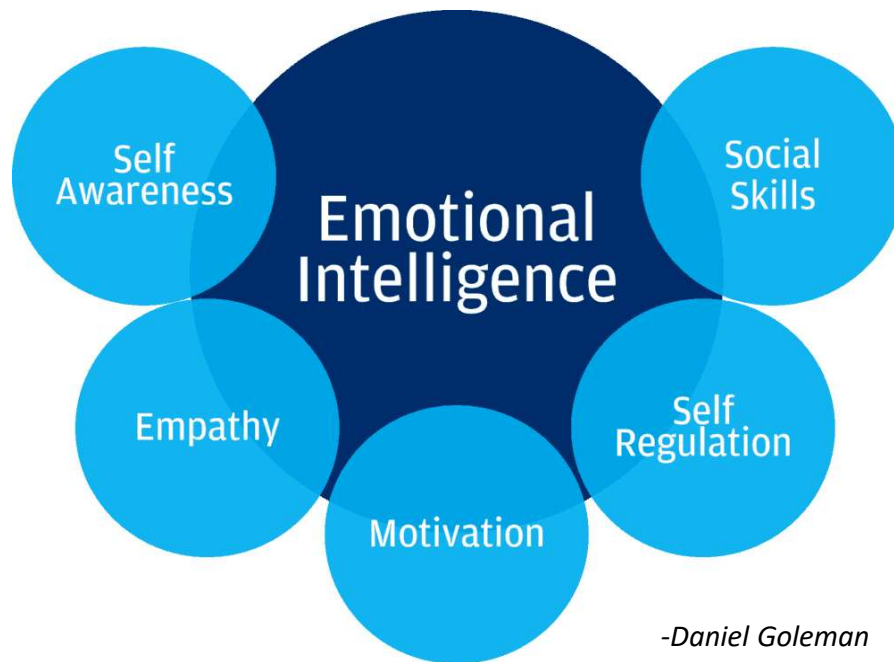 Self
Awareness
Emotional
Intelligence
Social
Skills
Empathy
Motivation
Self
Regulation
-Daniel Goleman